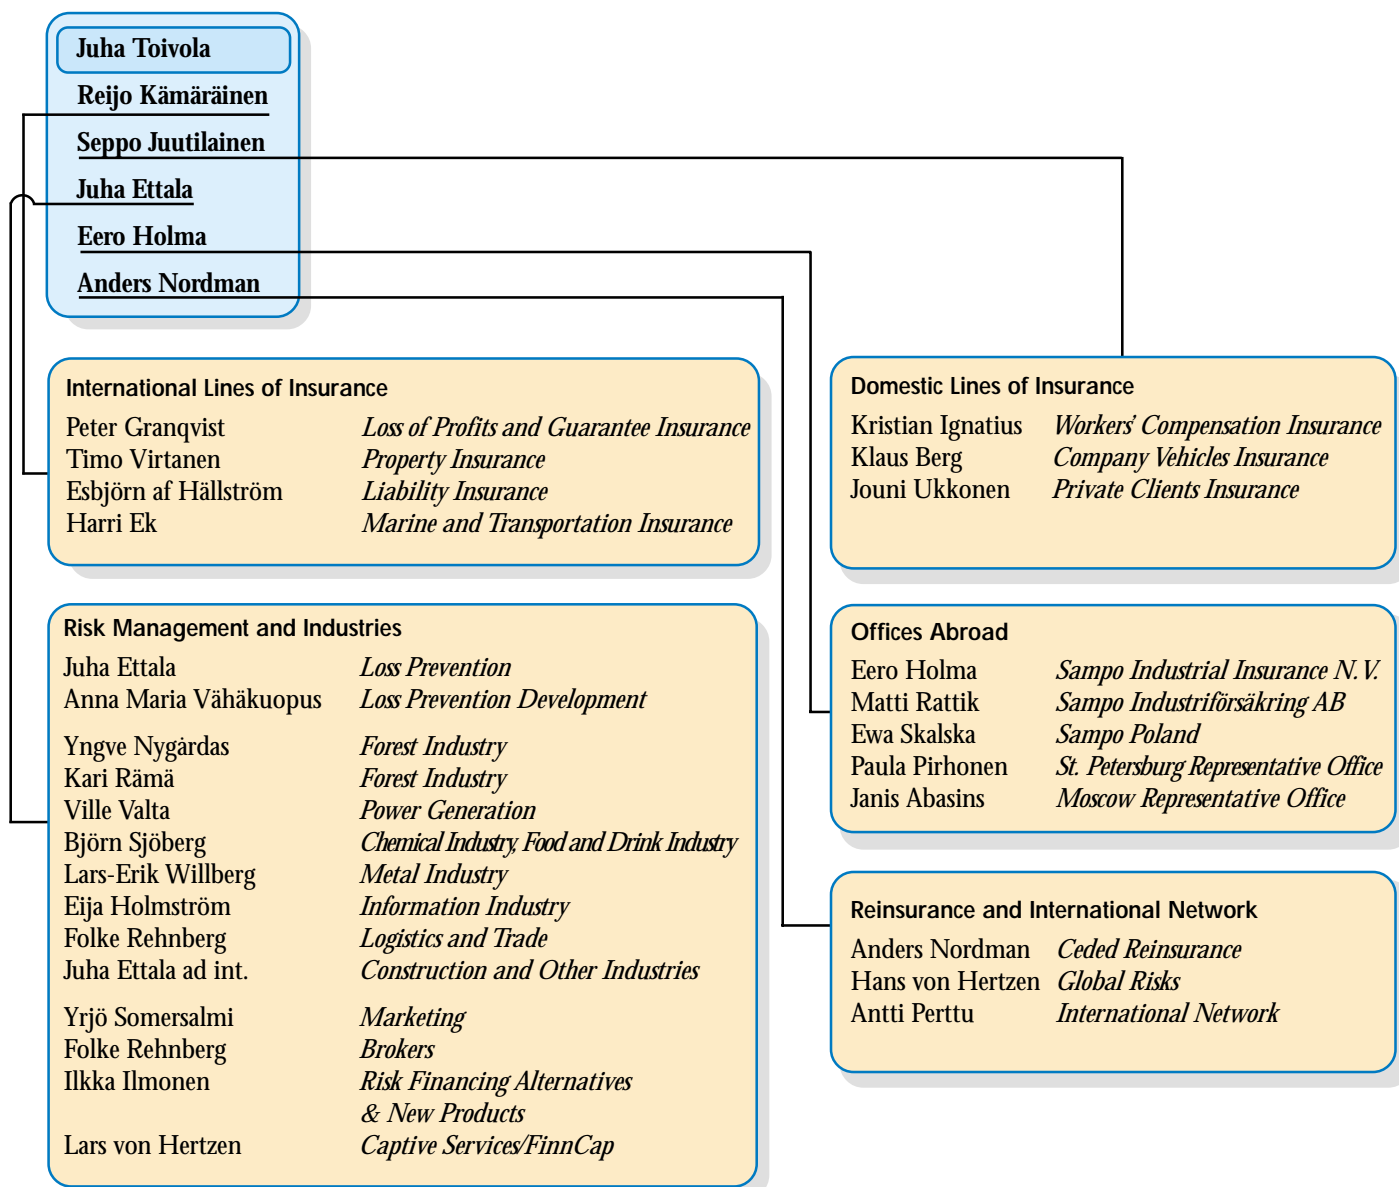 Juha Toivola
Reijo Kämäräinen
Seppo Juutilainen
Juha Ettala
Eero Holma
Anders Nordman
International Lines of Insurance
Peter Granqvist Loss of Profits and Guarantee Insurance
Timo Virtanen Property Insurance
Esbjörn af Hällström Liability Insurance
Harri Ek Marine and Transportation Insurance
Domestic Lines of Insurance
Kristian Ignatius Workers' Compensation Insurance
Klaus Berg Company Vehicles Insurance
Jouni Ukkonen Private Clients Insurance
Risk Management and Industries
Juha Ettala Loss Prevention
Anna Maria Vähäkuopus Loss Prevention Development
Yngve Nygårdas Forest Industry
Kari Rämä Forest Industry
Ville Valta Power Generation
Björn Sjöberg Chemical Industry, Food and Drink Industry
Lars-Erik Willberg Metal Industry
Eija Holmström Information Industry
Folke Rehnberg Logistics and Trade
Juha Ettala ad int. Construction and Other Industries
Yrjö Somersalmi Marketing
Folke Rehnberg Brokers
Ilkka Ilmonen Risk Financing Alternatives
& New Products
Lars von Hertzen Captive Services/FinnCap
Offices Abroad
Eero Holma Sampo Industrial Insurance N.V.
Matti Rattik Sampo Industriförsäkring AB
Ewa Skalska Sampo Poland
Paula Pirhonen St. Petersburg Representative Office
Janis Abasins Moscow Representative Office
Reinsurance and International Network
Anders Nordman Ceded Reinsurance
Hans von Hertzen Global Risks
Antti Perttu International Network